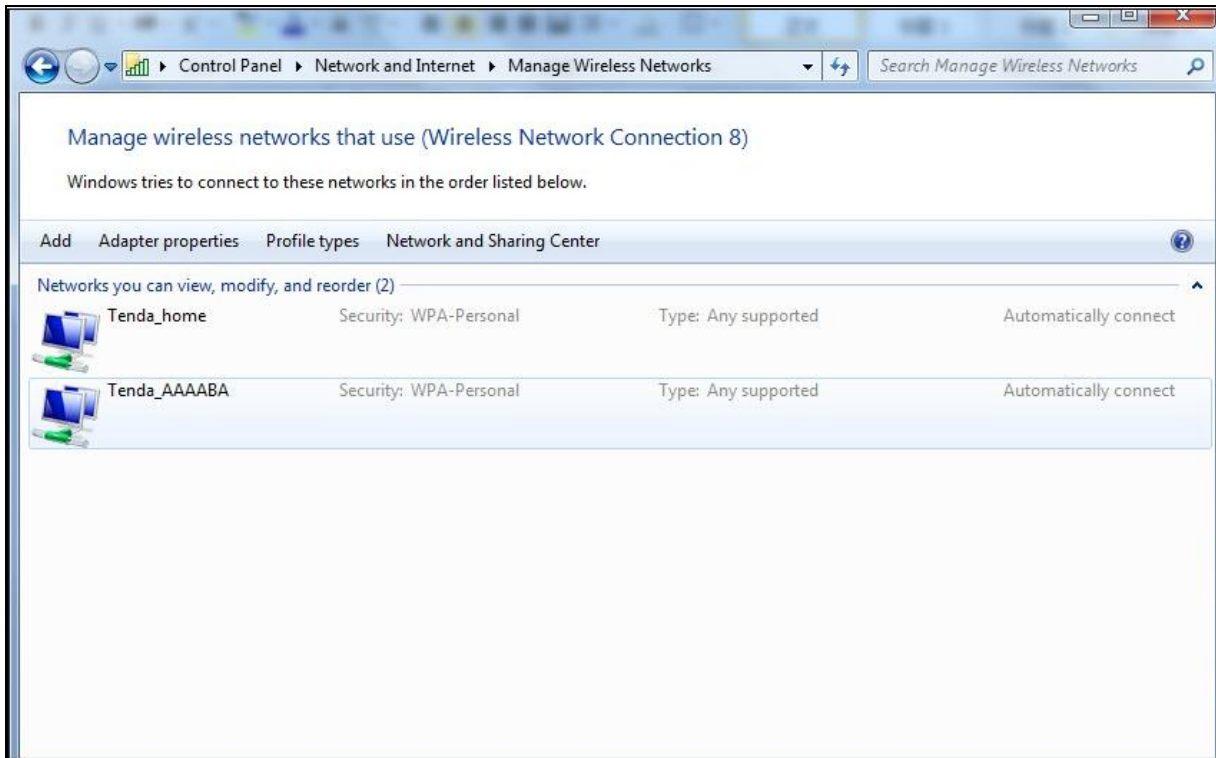 Control Panel ▸ Network and Internet ▸ Manage Wireless Networks
Search Manage Wireless Networks
Manage wireless networks that use (Wireless Network Connection 8)
Windows tries to connect to these networks in the order listed below.
Add Adapter properties Profile types Network and Sharing Center
Networks you can view, modify, and reorder (2)
Tenda_home Security: WPA-Personal Type: Any supported Automatically connect
Tenda_AAAABA Security: WPA-Personal Type: Any supported Automatically connect